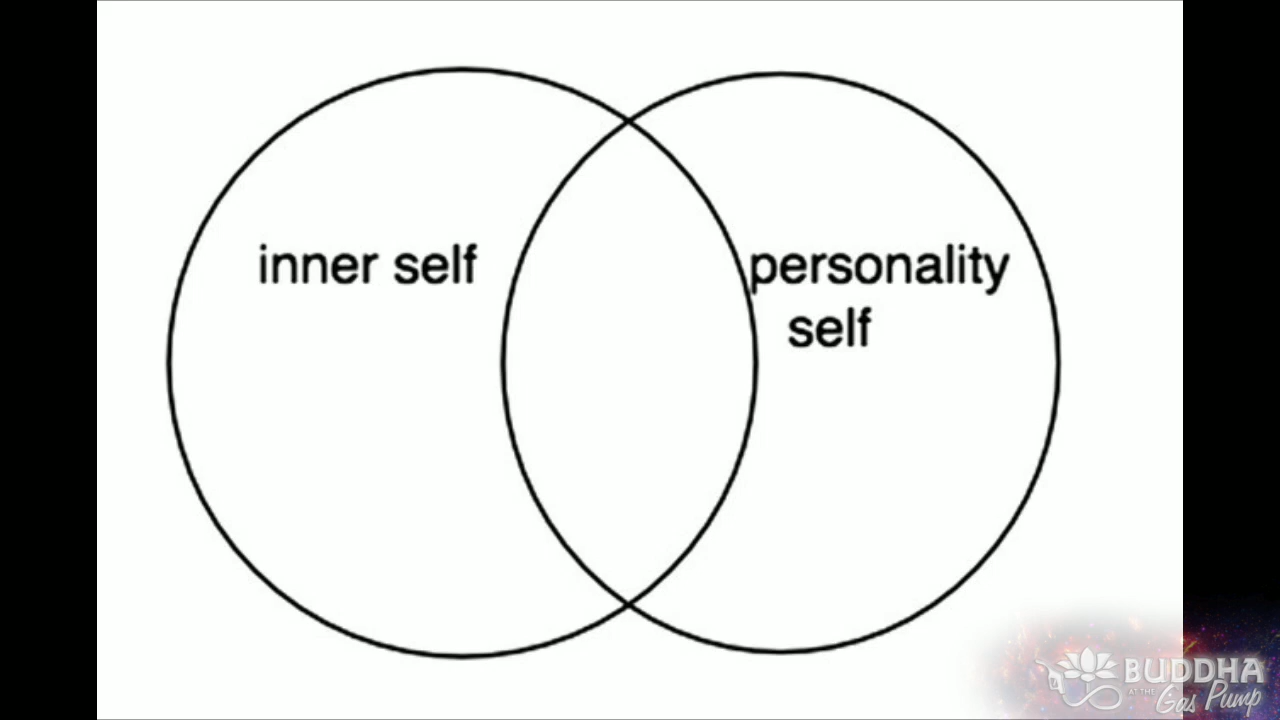 inner self
personality
self
BUDDHA
AT THE
Gas Pump